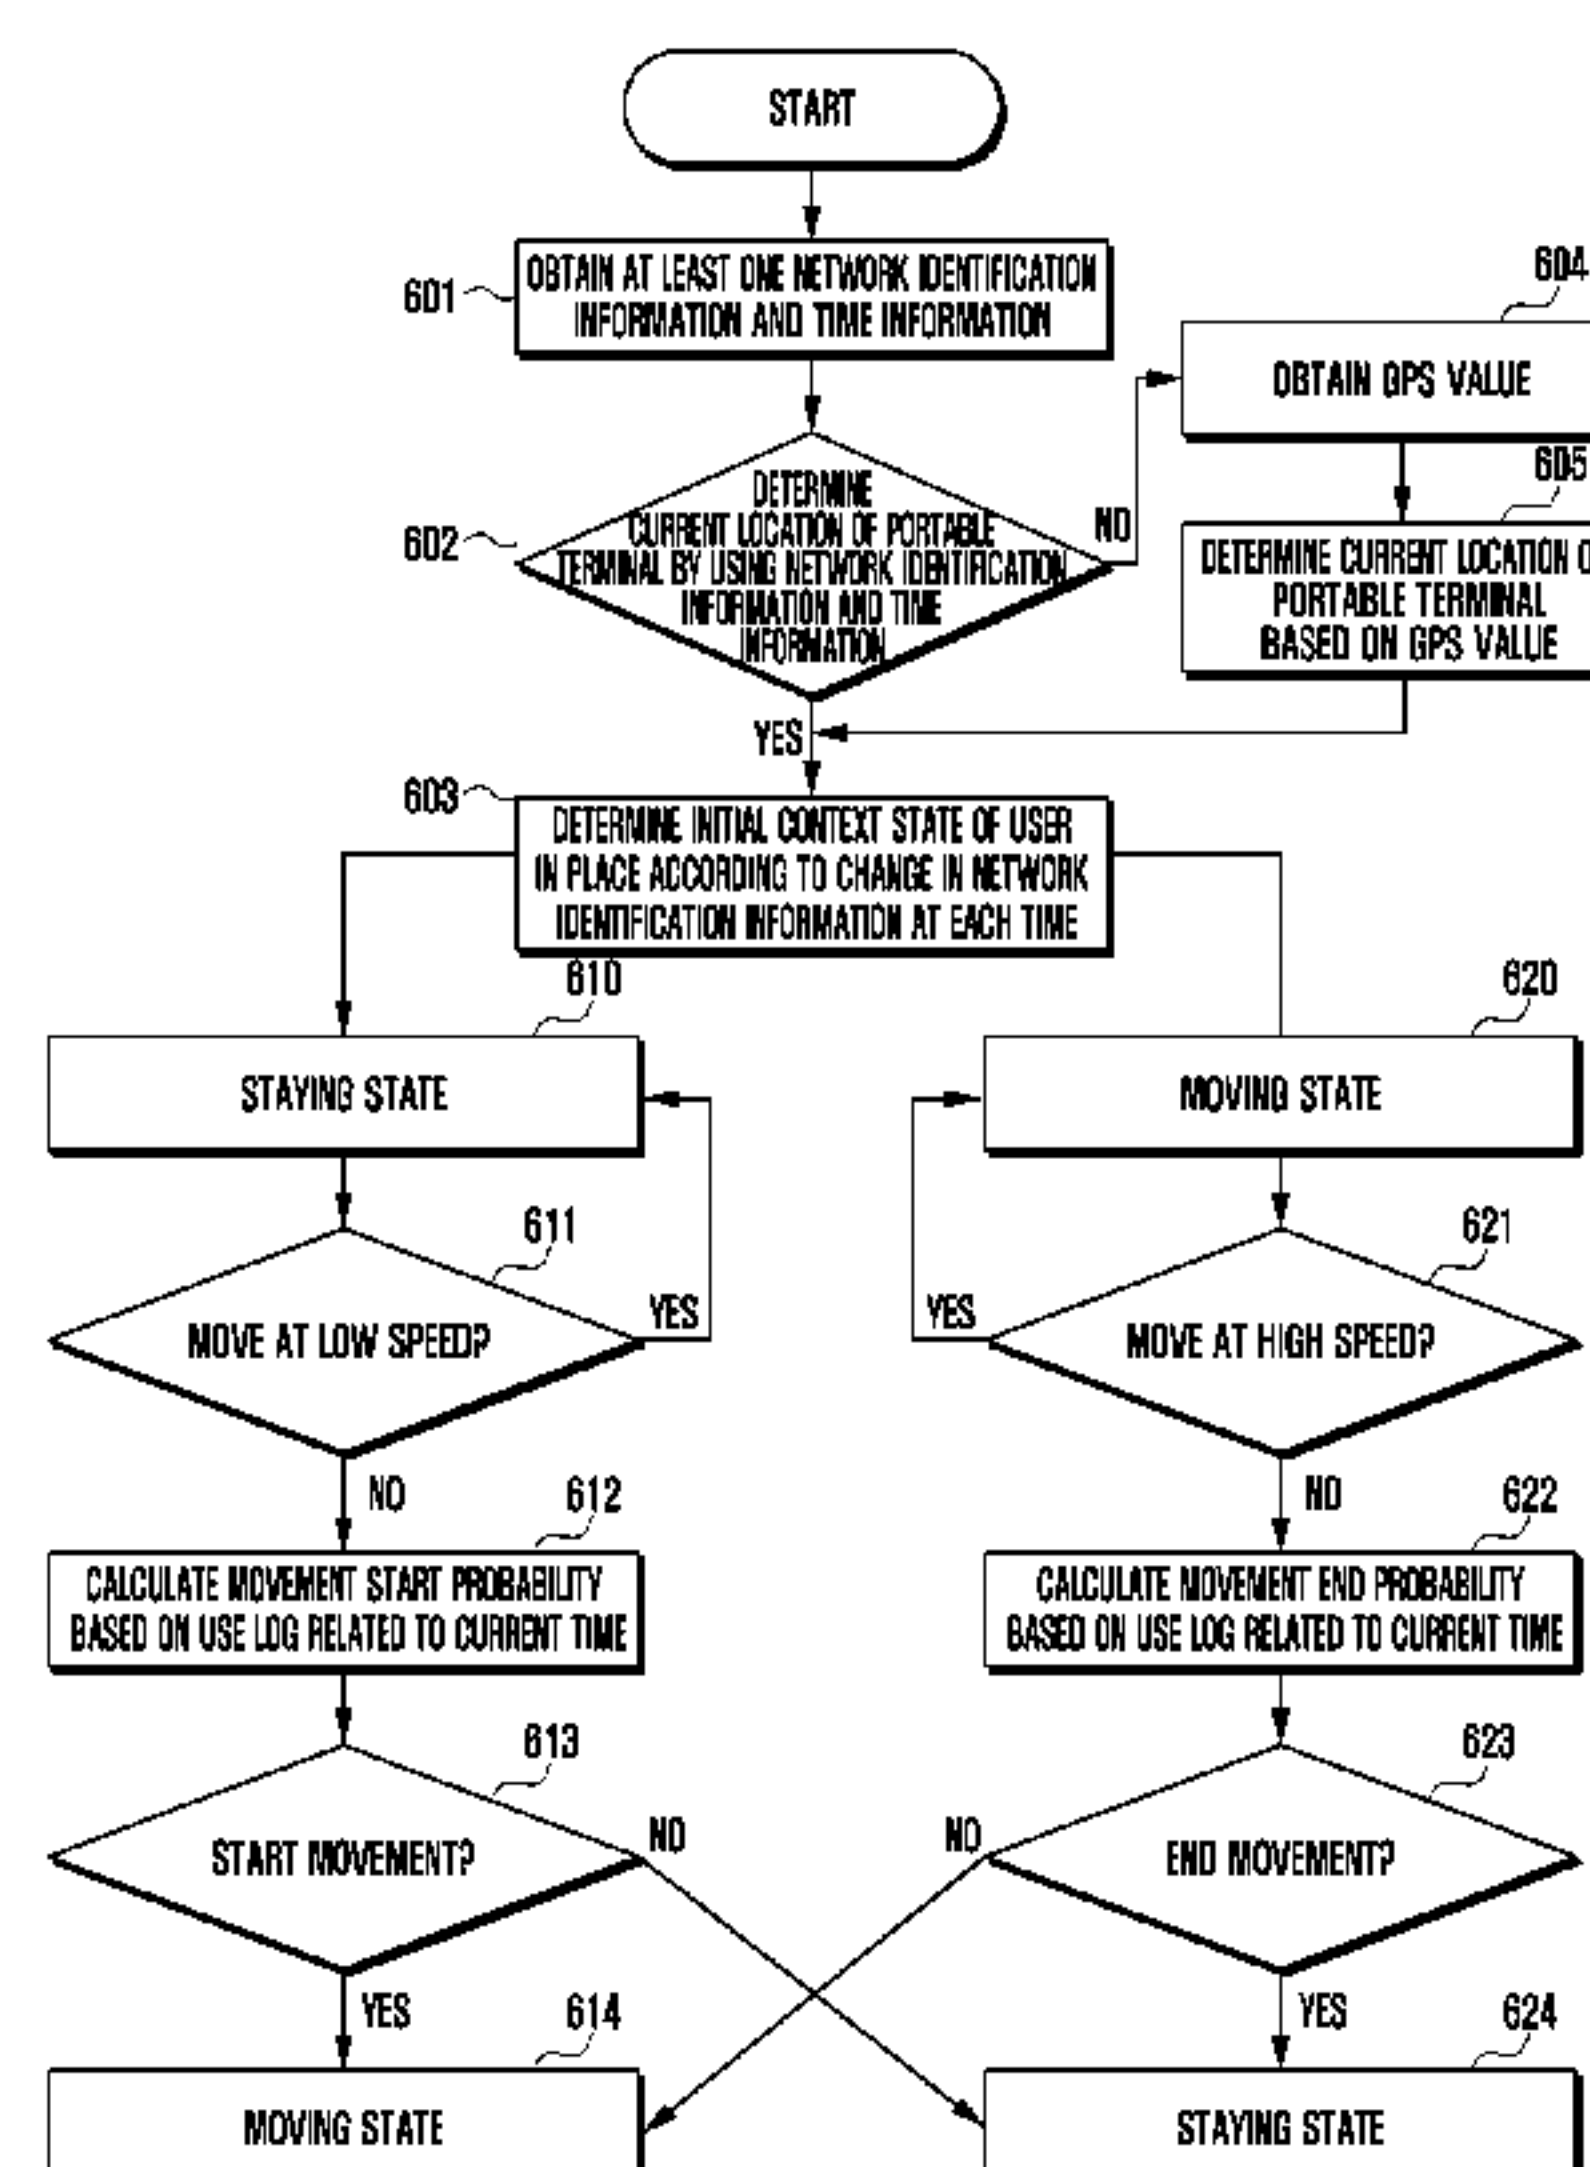 START
601
OBTAIN AT LEAST ONE NETWORK IDENTIFICATION
INFORMATION AND TIME INFORMATION
604
OBTAIN GPS VALUE
602
DETERMINE
CURRENT LOCATION OF PORTABLE
TERMINAL BY USING NETWORK IDENTIFICATION
INFORMATION AND TIME
INFORMATION
NO
605
DETERMINE CURRENT LOCATION
PORTABLE TERMINAL
BASED ON GPS VALUE
YES
603
DETERMINE INITIAL CONTEXT STATE OF USER
IN PLACE ACCORDING TO CHANGE IN NETWORK
IDENTIFICATION INFORMATION AT EACH TIME
610
STAYING STATE
620
MOVING STATE
611
MOVE AT LOW SPEED?
YES
621
YES
MOVE AT HIGH SPEED?
NO
612
CALCULATE MOVEMENT START PROBABILITY
BASED ON USE LOG RELATED TO CURRENT TIME
NO
622
CALCULATE MOVEMENT END PROBABILITY
BASED ON USE LOG RELATED TO CURRENT TIME
613
START MOVEMENT?
NO
623
NO
END MOVEMENT?
YES
614
MOVING STATE
YES
624
STAYING STATE